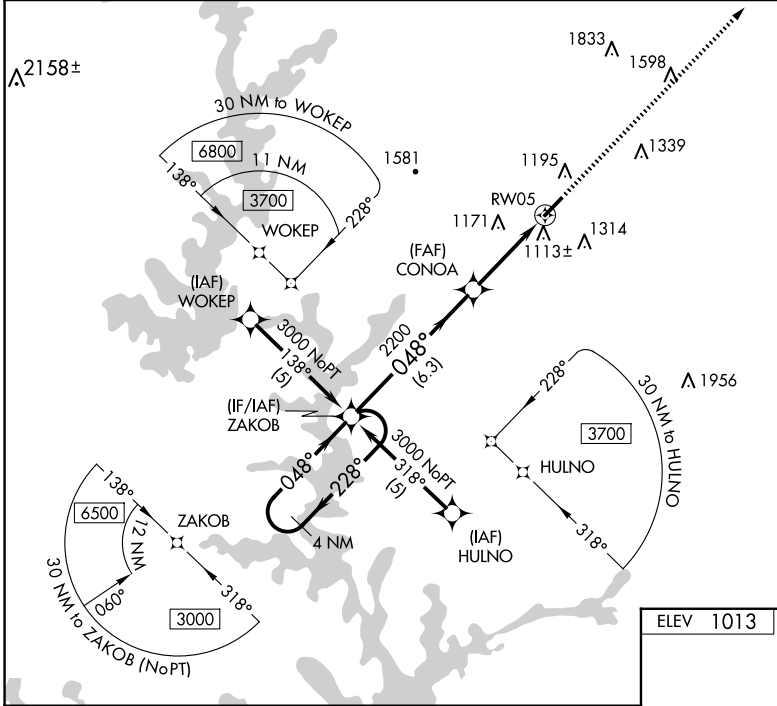 2158±
1833
1598
1339
1195
RW05
1171
1113±
1314
1581
30 NM to WOKEP
6800
11 NM
138°
3700
228°
WOKEP
(FAF)
CONOA
(IAF)
WOKEP
3000 NoPT
138°
(5)
2200
048°
(6.3)
(IF/IAF)
ZAKOB
048°
228°
4 NM
3000 NoPT
318°
(5)
(IAF)
HULNO
1956
228°
30 NM to HULNO
3700
HULNO
318°
138°
6500
12 NM
ZAKOB
060°
3000
318°
30 NM to ZAKOB (NoPT)
ELEV 1013